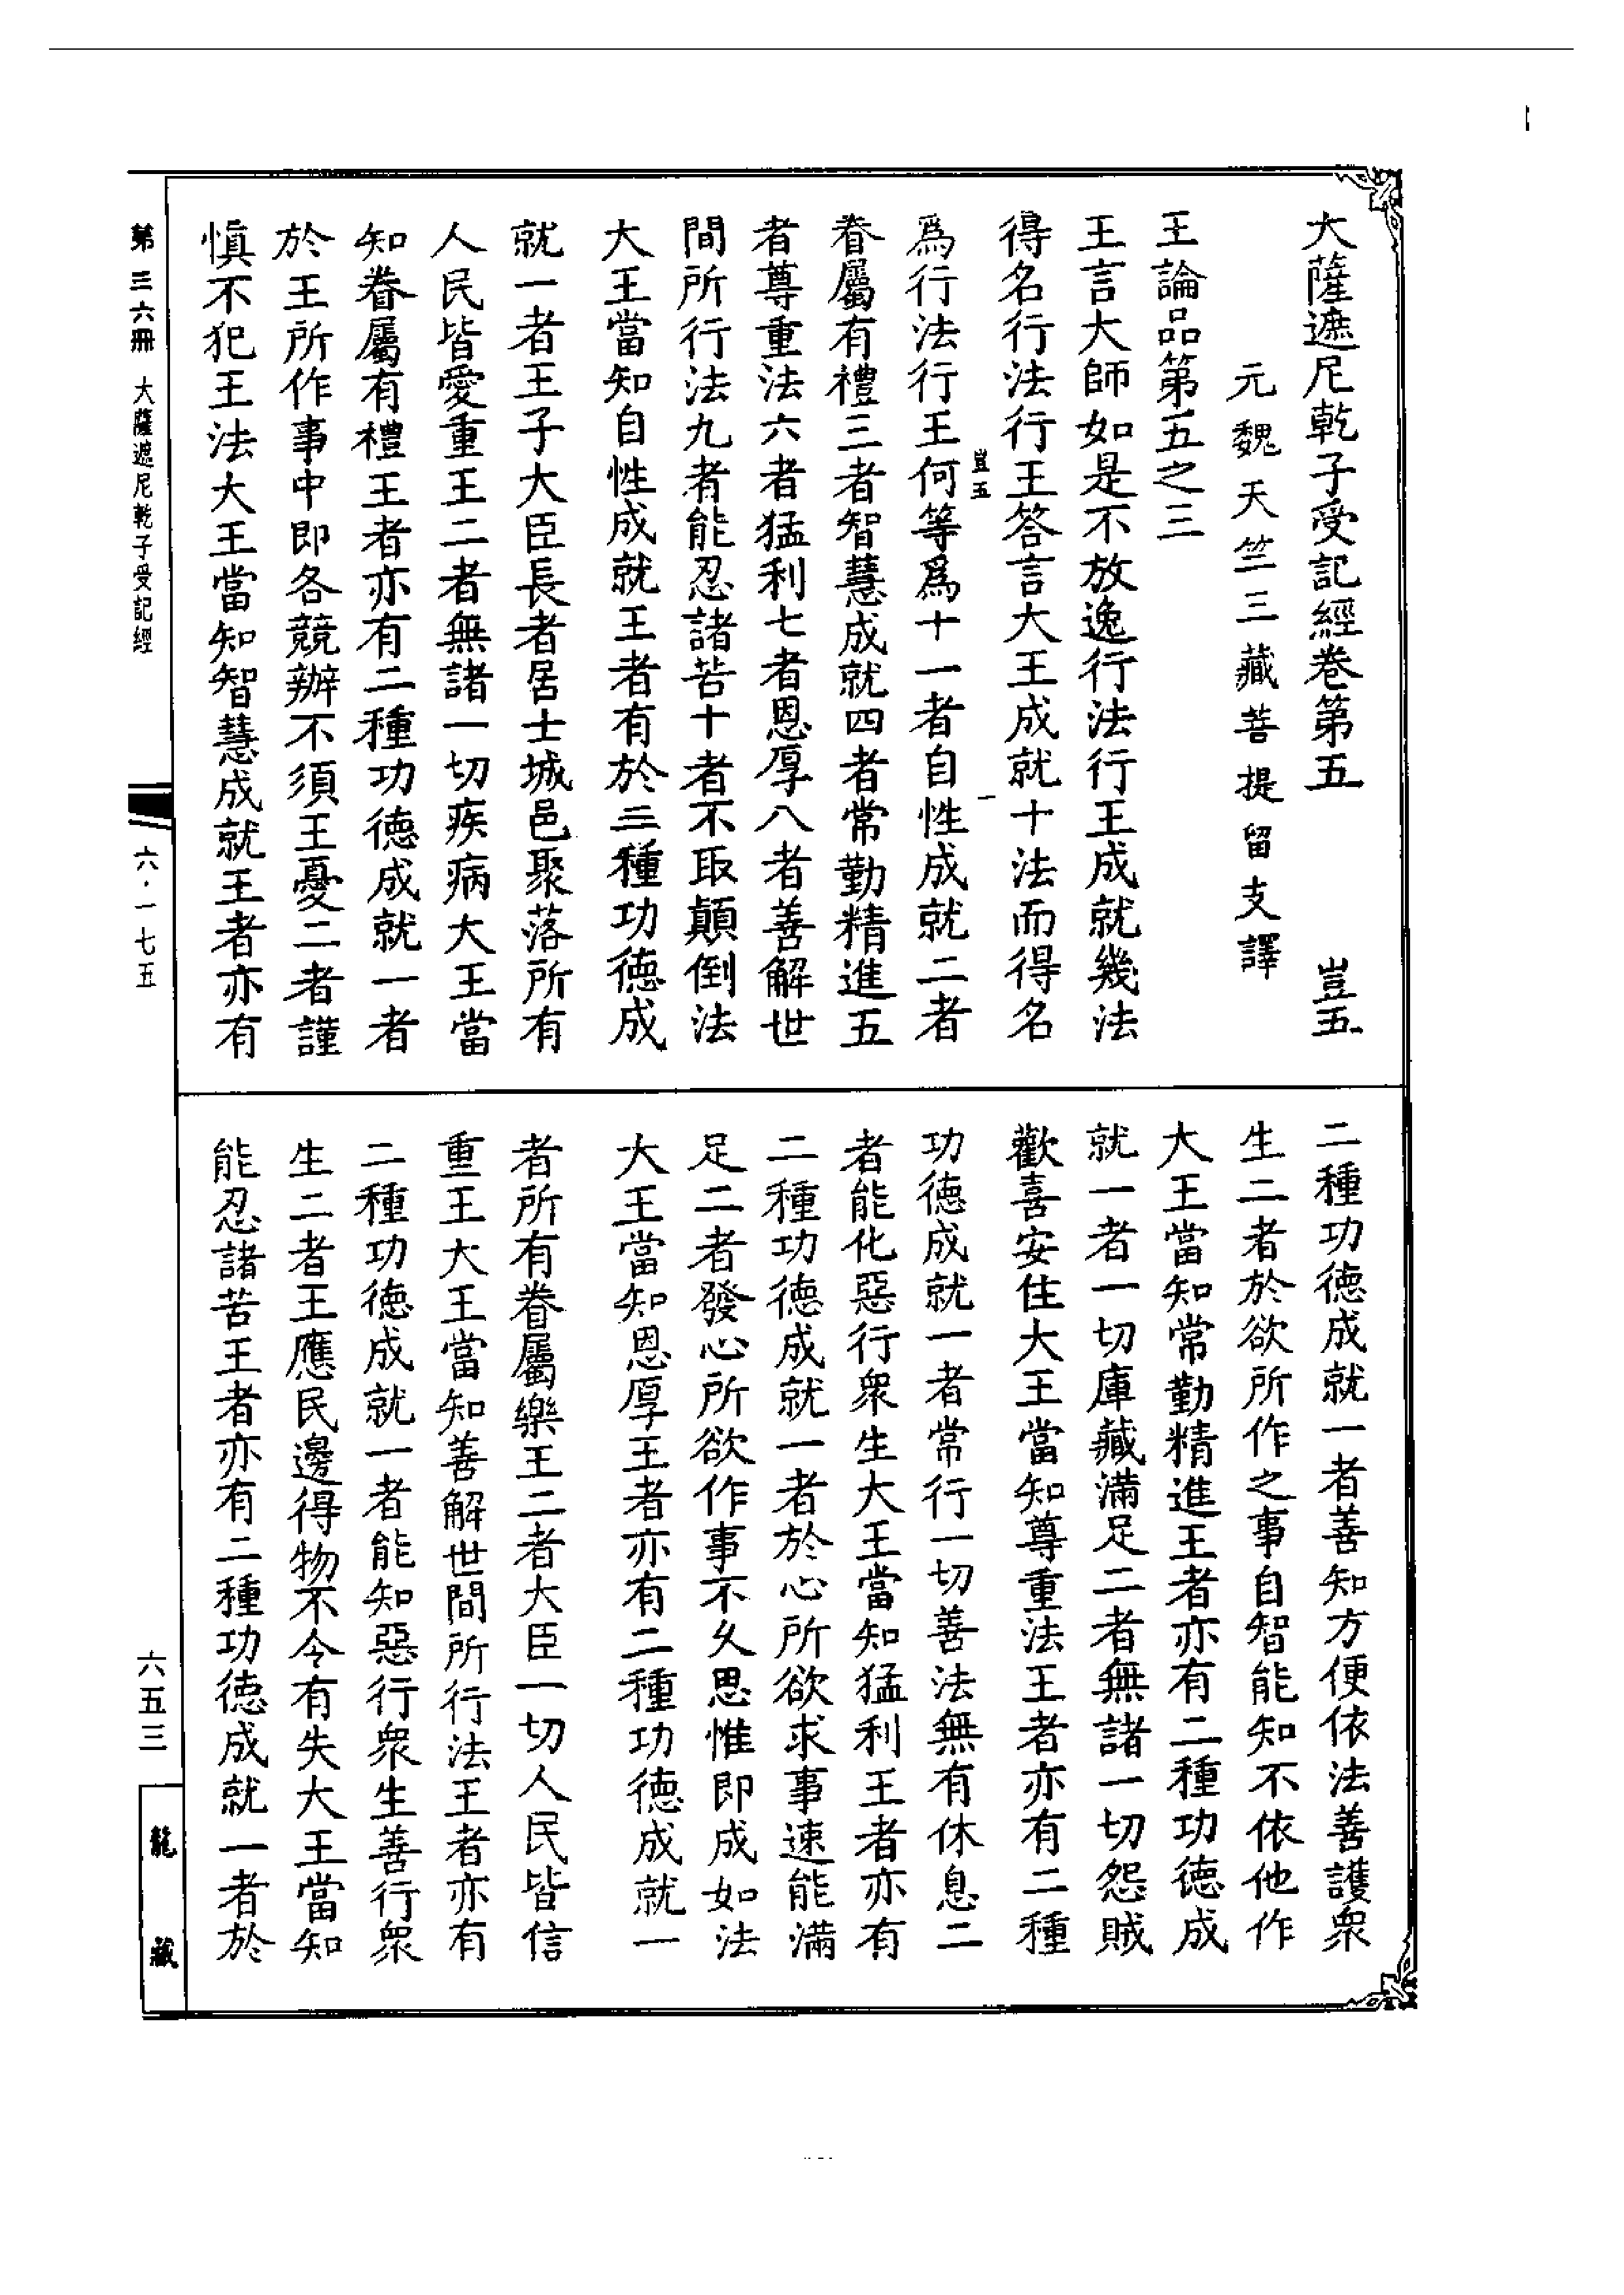 大薩遮尼乾子受記經卷第五　豈五
元魏天竺三藏菩提留支譯
王論品第五之三
王言大師如是不放逸行法行王成就幾法
得名行法行王答言大王成就十法而得名
豈五　一
爲行法行王何等爲十一者自性成就二者
眷屬有禮三者智慧成就四者常勤精進五
者尊重法六者猛利七者恩厚八者善解世
間所行法九者能忍諸苦十者不取顛倒法
大王當知自性成就王者有於三種功德成
就一者王子大臣長者居士城邑聚落所有
人民皆愛重王二者無諸一切疾病大王當
知眷屬有禮王者亦有二種功德成就一者
於王所作事中即各競辦不須王憂二者謹
慎不犯王法大王當知智慧成就王者亦有
二種功德成就一者善知方便依法善護衆
生二者於欲所作之事自智能知不依他作
大王當知常勤精進王者亦有二種功德成
就一者一切庫藏滿足二者無諸一切怨賊
歡喜安住大王當知尊重法王者亦有二種
功德成就一者常行一切善法無有休息二
者能化惡行衆生大王當知猛利王者亦有
二種功德成就一者於心所欲求事速能滿
足二者發心所欲作事不久思惟即成如法
大王當知恩厚王者亦有二種功德成就一
者所有眷屬樂王二者大臣一切人民皆信
重王大王當知善解世間所行法王者亦有
二種功德成就一者能知惡行衆生善行衆
生二者王應民邊得物不令有失大王當知
能忍諸苦王者亦有二種功德成就一者於
第三六冊　大薩遮尼乾子受記經
六·一七五
六五三
龍藏